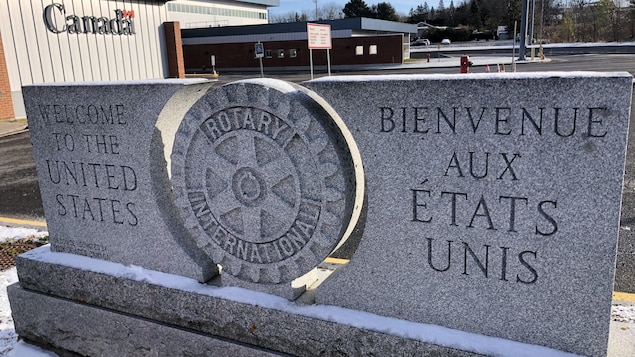 Canada
WELCOME
TO THE
UNITED
STATES
ROTARY
INTERNATIONAL
BIENVENUE
AUX
ÉTATS
UNIS